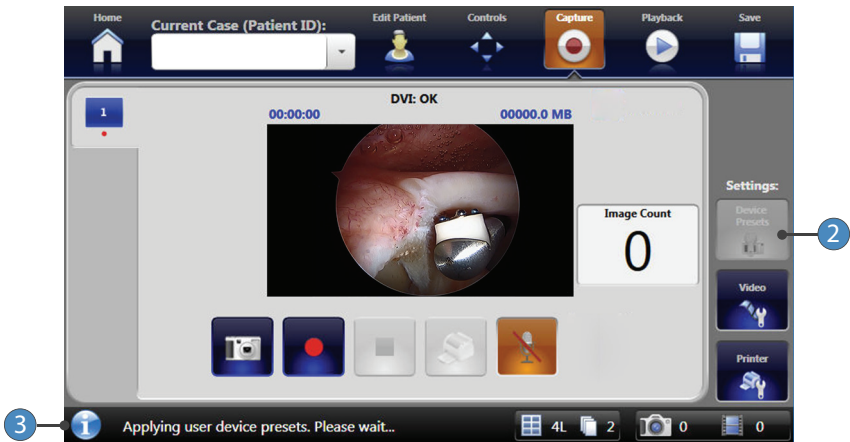 Home
Current Case (Patient ID):
Edit Patient
Controls
Capture
Playback
Save
1
DVI: OK
00:00:00
00000.0 MB
Image Count
0
Settings:
Device
Presets
2
Video
Printer
3
i
Applying user device presets. Please wait...
4L
2
0
0